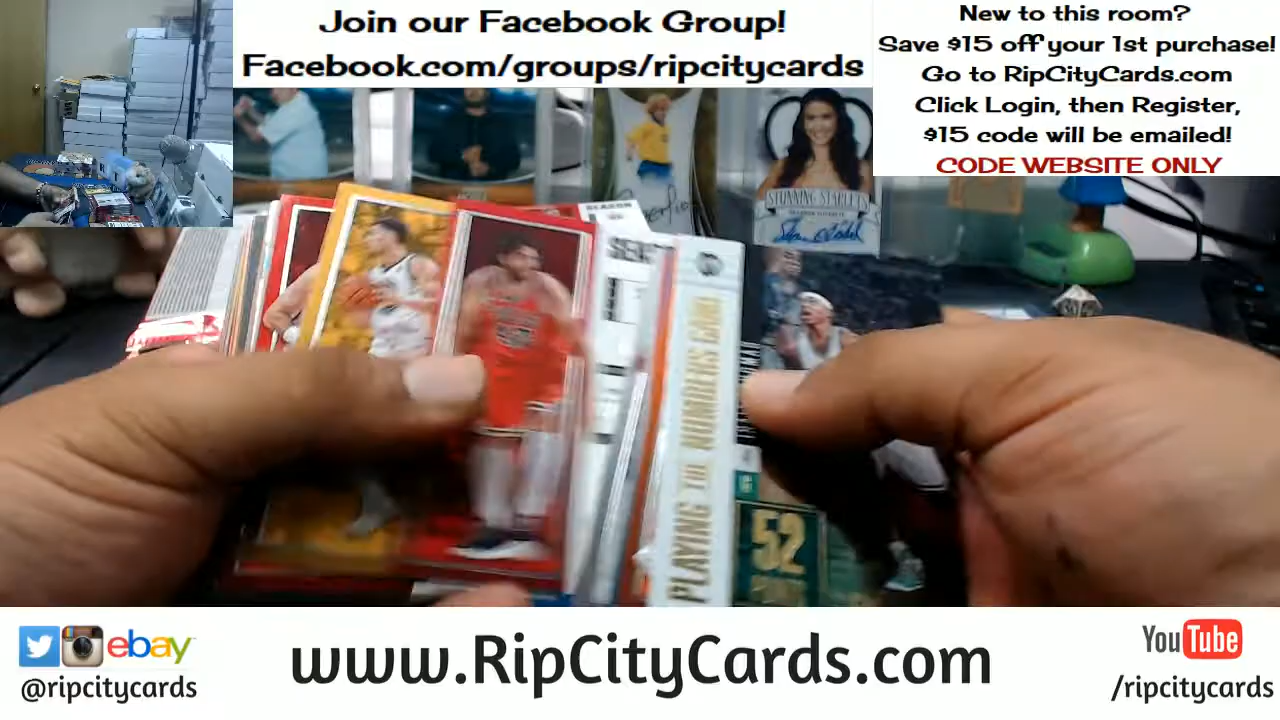 Join our Facebook Group!
Facebook.com/groups/ripcitycards
New to this room?
Save $15 off your 1st purchase!
Go to RipCityCards.com
Click Login, then Register,
$15 code will be emailed!
CODE WEBSITE ONLY
STUNNING STARLETS
PLAYING THE NUMBERS GAME
52
ebay
@ripcitycards
www.RipCityCards.com
YouTube
/ripcitycards